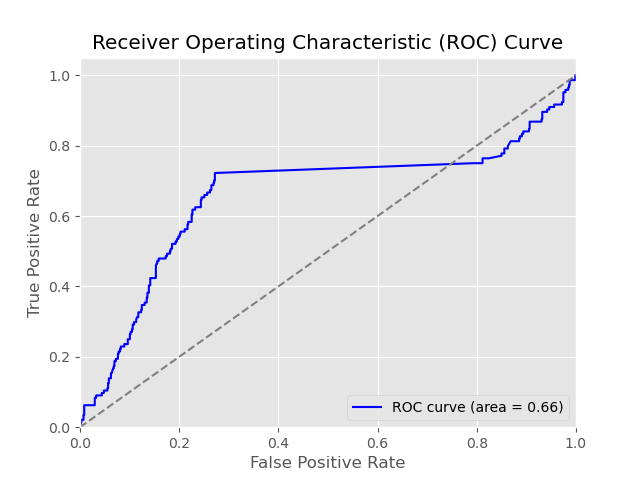 Receiver Operating Characteristic (ROC) Curve
1.0
0.8
0.6
0.4
0.2
0.0
True Positive Rate
ROC curve (area = 0.66)
0.0 0.2 0.4 0.6 0.8 1.0
False Positive Rate